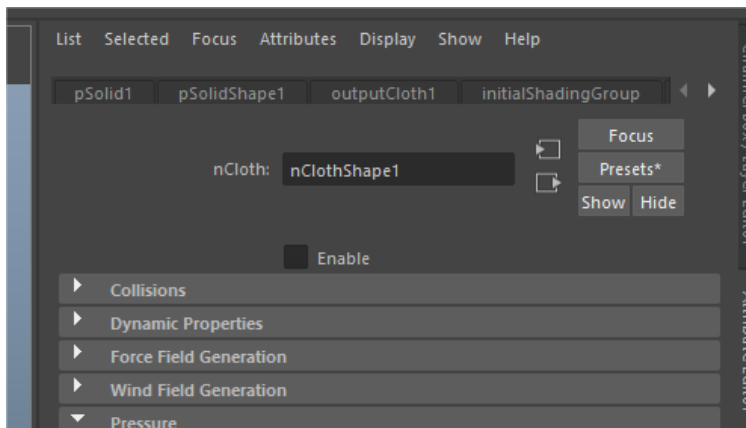 List Selected Focus Attributes Display Show Help
pSolid1 pSolidShape1 outputCloth1 initialShadingGroup
Focus
nCloth: nClothShape1
Presets*
Show Hide
Enable
Collisions
Dynamic Properties
Force Field Generation
Wind Field Generation
Pressure